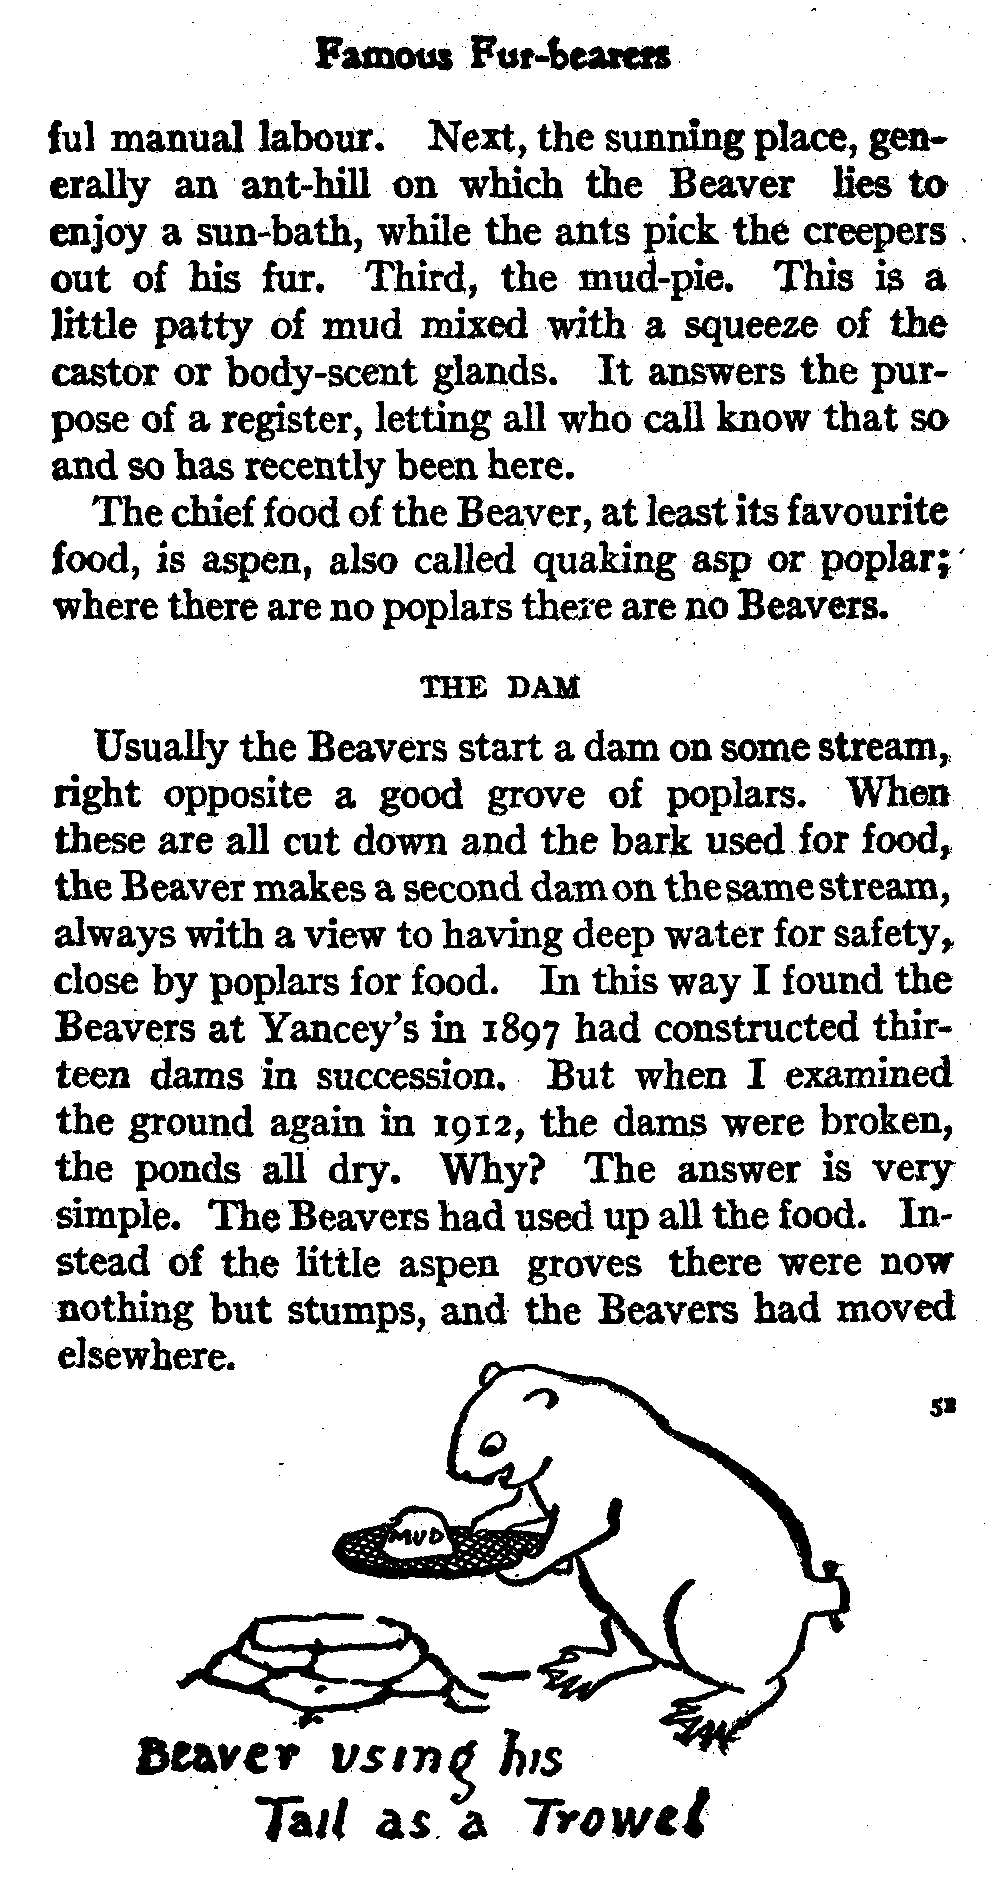 Famous Fur-bearers
ful manual labour. Next, the sunning place, gen-
erally an ant-hill on which the Beaver lies to
enjoy a sun-bath, while the ants pick the creepers
out of his fur. Third, the mud-pie. This is a
little patty of mud mixed with a squeeze of the
castor or body-scent glands. It answers the pur-
pose of a register, letting all who call know that so
and so has recently been here.
The chief food of the Beaver, at least its favourite
food, is aspen, also called quaking asp or poplar;
where there are no poplars there are no Beavers.
THE DAM
Usually the Beavers start a dam on some stream,
right opposite a good grove of poplars. When
these are all cut down and the bark used for food,
the Beaver makes a second dam on the same stream,
always with a view to having deep water for safety,
close by poplars for food. In this way I found the
Beavers at Yancey's in 1897 had constructed thir-
teen dams in succession. But when I examined
the ground again in 1912, the dams were broken,
the ponds all dry. Why? The answer is very
simple. The Beavers had used up all the food. In-
stead of the little aspen groves there were now
nothing but stumps, and the Beavers had moved
elsewhere.
52
MUD
Beaver using his
Tail as a Trowel